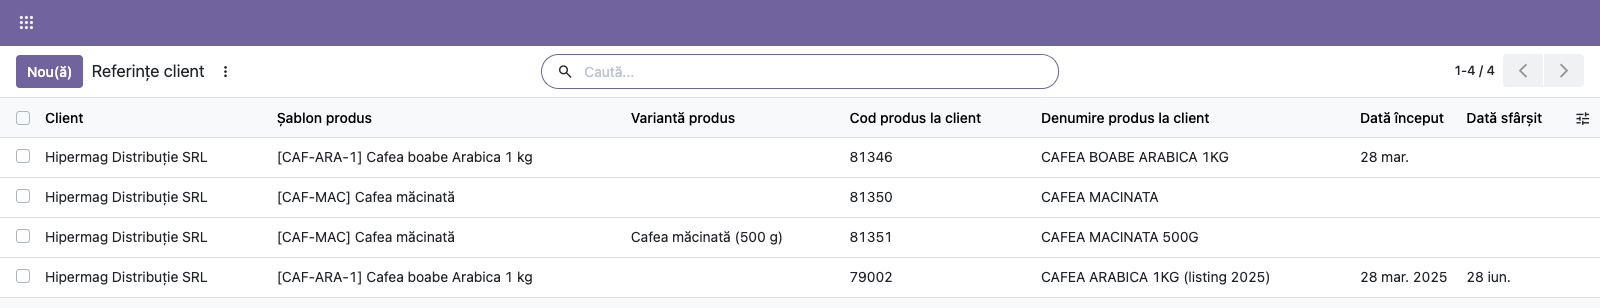 Nou(ă) Referințe client Caută... 1-4 / 4
Client Șablon produs Variantă produs Cod produs la client Denumire produs la client Dată început Dată sfârșit
Hipermag Distribuție SRL [CAF-ARA-1] Cafea boabe Arabica 1 kg 81346 CAFEA BOABE ARABICA 1KG 28 mar.
Hipermag Distribuție SRL [CAF-MAC] Cafea măcinată 81350 CAFEA MACINATA
Hipermag Distribuție SRL [CAF-MAC] Cafea măcinată Cafea măcinată (500 g) 81351 CAFEA MACINATA 500G
Hipermag Distribuție SRL [CAF-ARA-1] Cafea boabe Arabica 1 kg 79002 CAFEA ARABICA 1KG (listing 2025) 28 mar. 2025 28 iun.